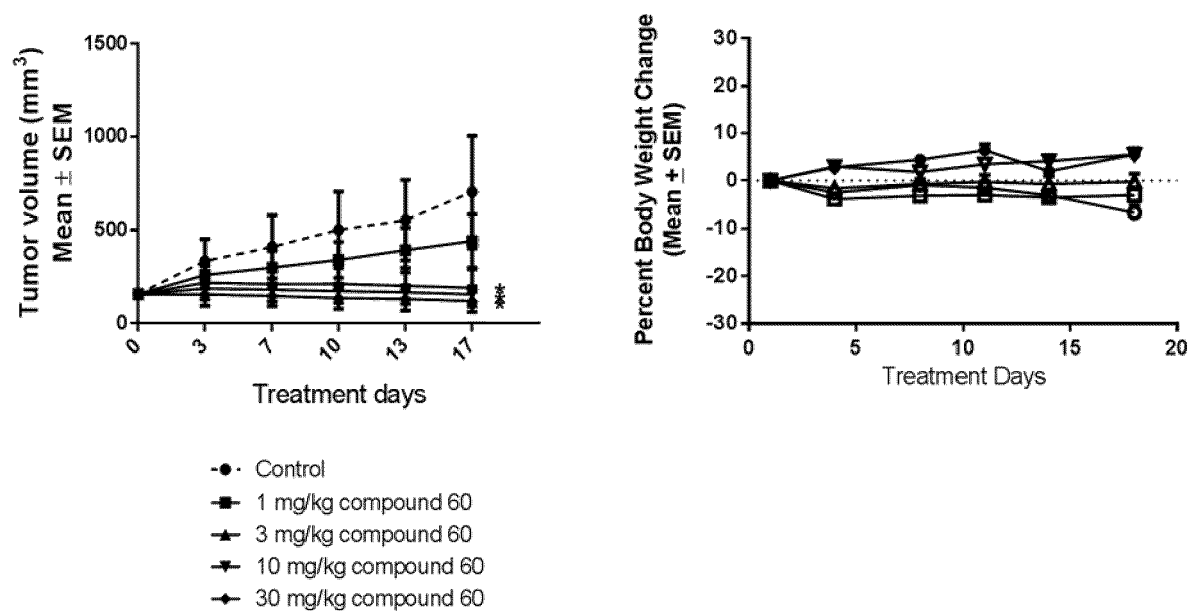 Tumor volume (mm³)
Mean ± SEM
1500
1000
500
0
0
3
7
10
13
17
*
*
*
Treatment days
Percent Body Weight Change
(Mean ± SEM)
30
20
10
0
-10
-20
-30
0
5
10
15
20
Treatment Days
Control
1 mg/kg compound 60
3 mg/kg compound 60
10 mg/kg compound 60
30 mg/kg compound 60